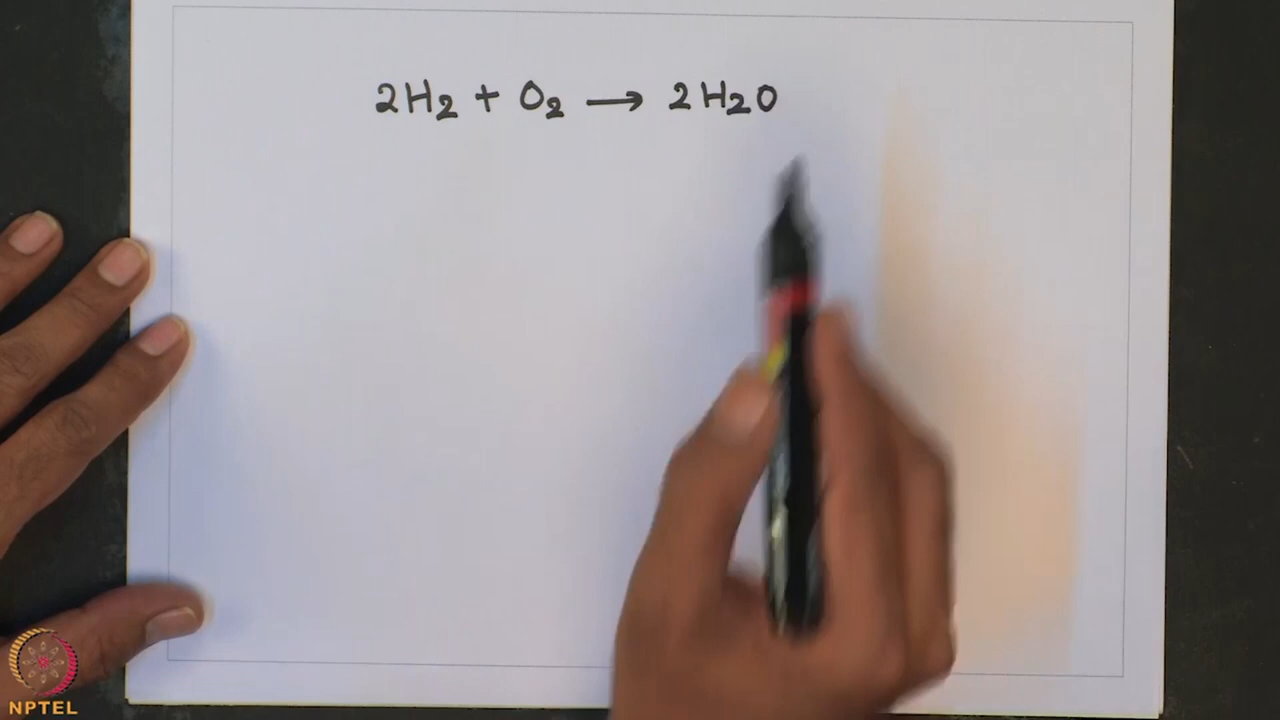 2H₂ + O₂ → 2H₂O
NPTEL